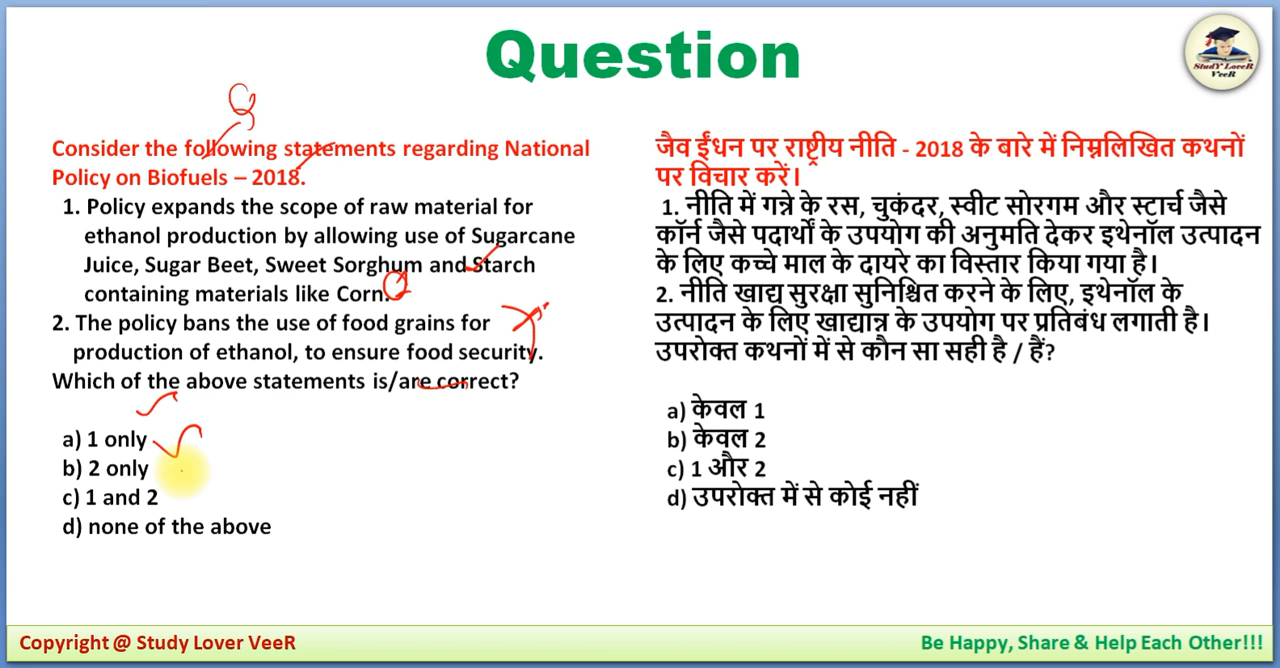 Question
StudY LoveR
VeeR
Consider the following statements regarding National
Policy on Biofuels – 2018.
1. Policy expands the scope of raw material for
ethanol production by allowing use of Sugarcane
Juice, Sugar Beet, Sweet Sorghum and Starch
containing materials like Corn.
2. The policy bans the use of food grains for
production of ethanol, to ensure food security.
Which of the above statements is/are correct?
a) 1 only
b) 2 only
c) 1 and 2
d) none of the above
जैव ईंधन पर राष्ट्रीय नीति - 2018 के बारे में निम्नलिखित कथनों
पर विचार करें।
1. नीति में गन्ने के रस, चुकंदर, स्वीट सोरगम और स्टार्च जैसे
कॉर्न जैसे पदार्थों के उपयोग की अनुमति देकर इथेनॉल उत्पादन
के लिए कच्चे माल के दायरे का विस्तार किया गया है।
2. नीति खाद्य सुरक्षा सुनिश्चित करने के लिए, इथेनॉल के
उत्पादन के लिए खाद्यान्न के उपयोग पर प्रतिबंध लगाती है।
उपरोक्त कथनों में से कौन सा सही है / हैं?
a) केवल 1
b) केवल 2
c) 1 और 2
d) उपरोक्त में से कोई नहीं
Copyright @ Study Lover VeeR
Be Happy, Share & Help Each Other!!!